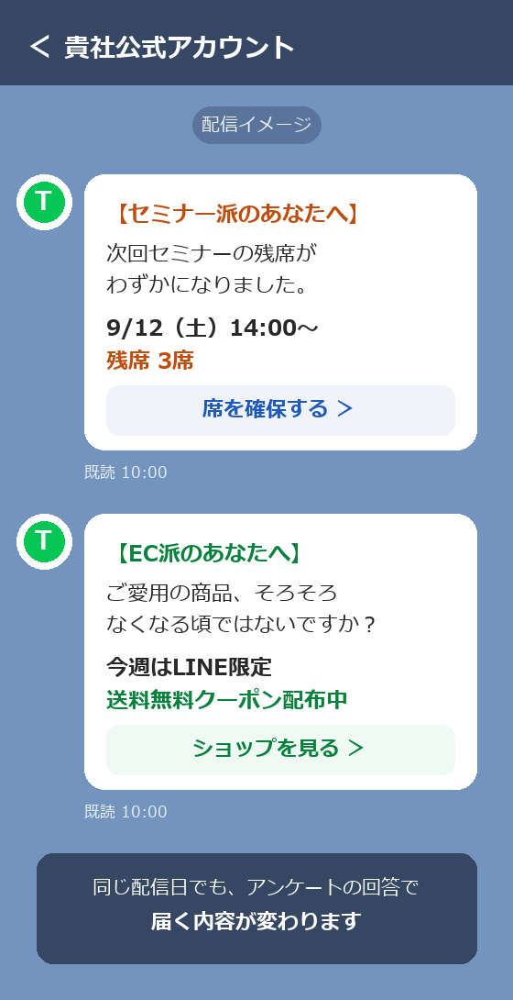 < 貴社公式アカウント
配信イメージ
T
【セミナー派のあなたへ】
次回セミナーの残席が
わずかになりました。
9/12（土）14:00〜
残席 3席
席を確保する >
既読 10:00
T
【EC派のあなたへ】
ご愛用の商品、そろそろ
なくなる頃ではないですか？
今週はLINE限定
送料無料クーポン配布中
ショップを見る >
既読 10:00
同じ配信日でも、アンケートの回答で
届く内容が変わります